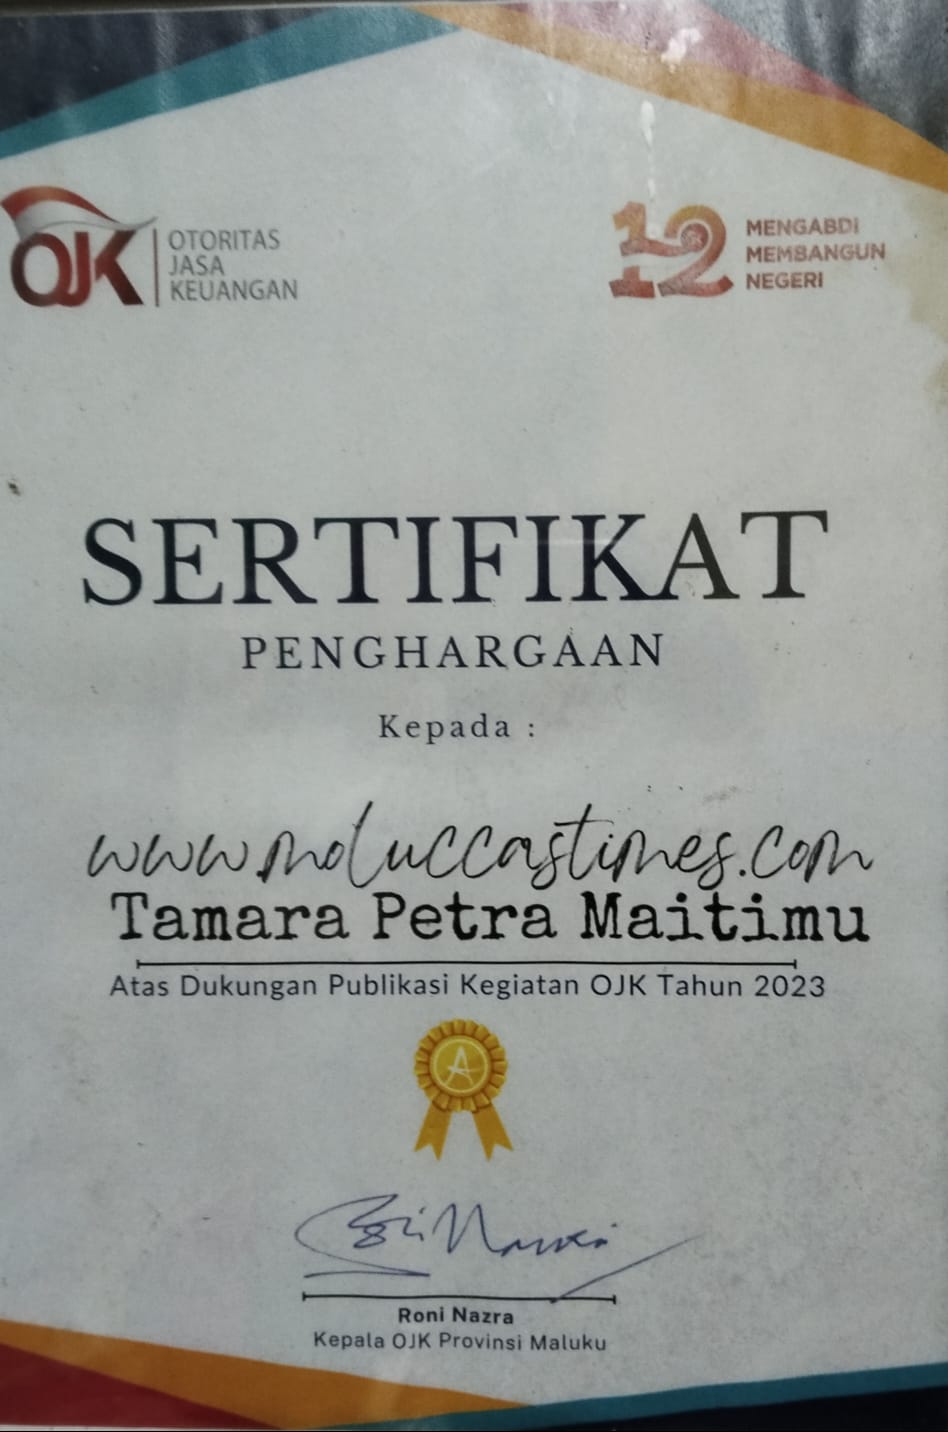 OJK
OTORITAS
JASA
KEUANGAN
12
MENGABDI
MEMBANGUN
NEGERI
SERTIFIKAT
PENGHARGAAN
Kepada :
www.moluccastimes.com
Tamara Petra Maitimu
Atas Dukungan Publikasi Kegiatan OJK Tahun 2023
A
Roni Nazra
Kepala OJK Provinsi Maluku